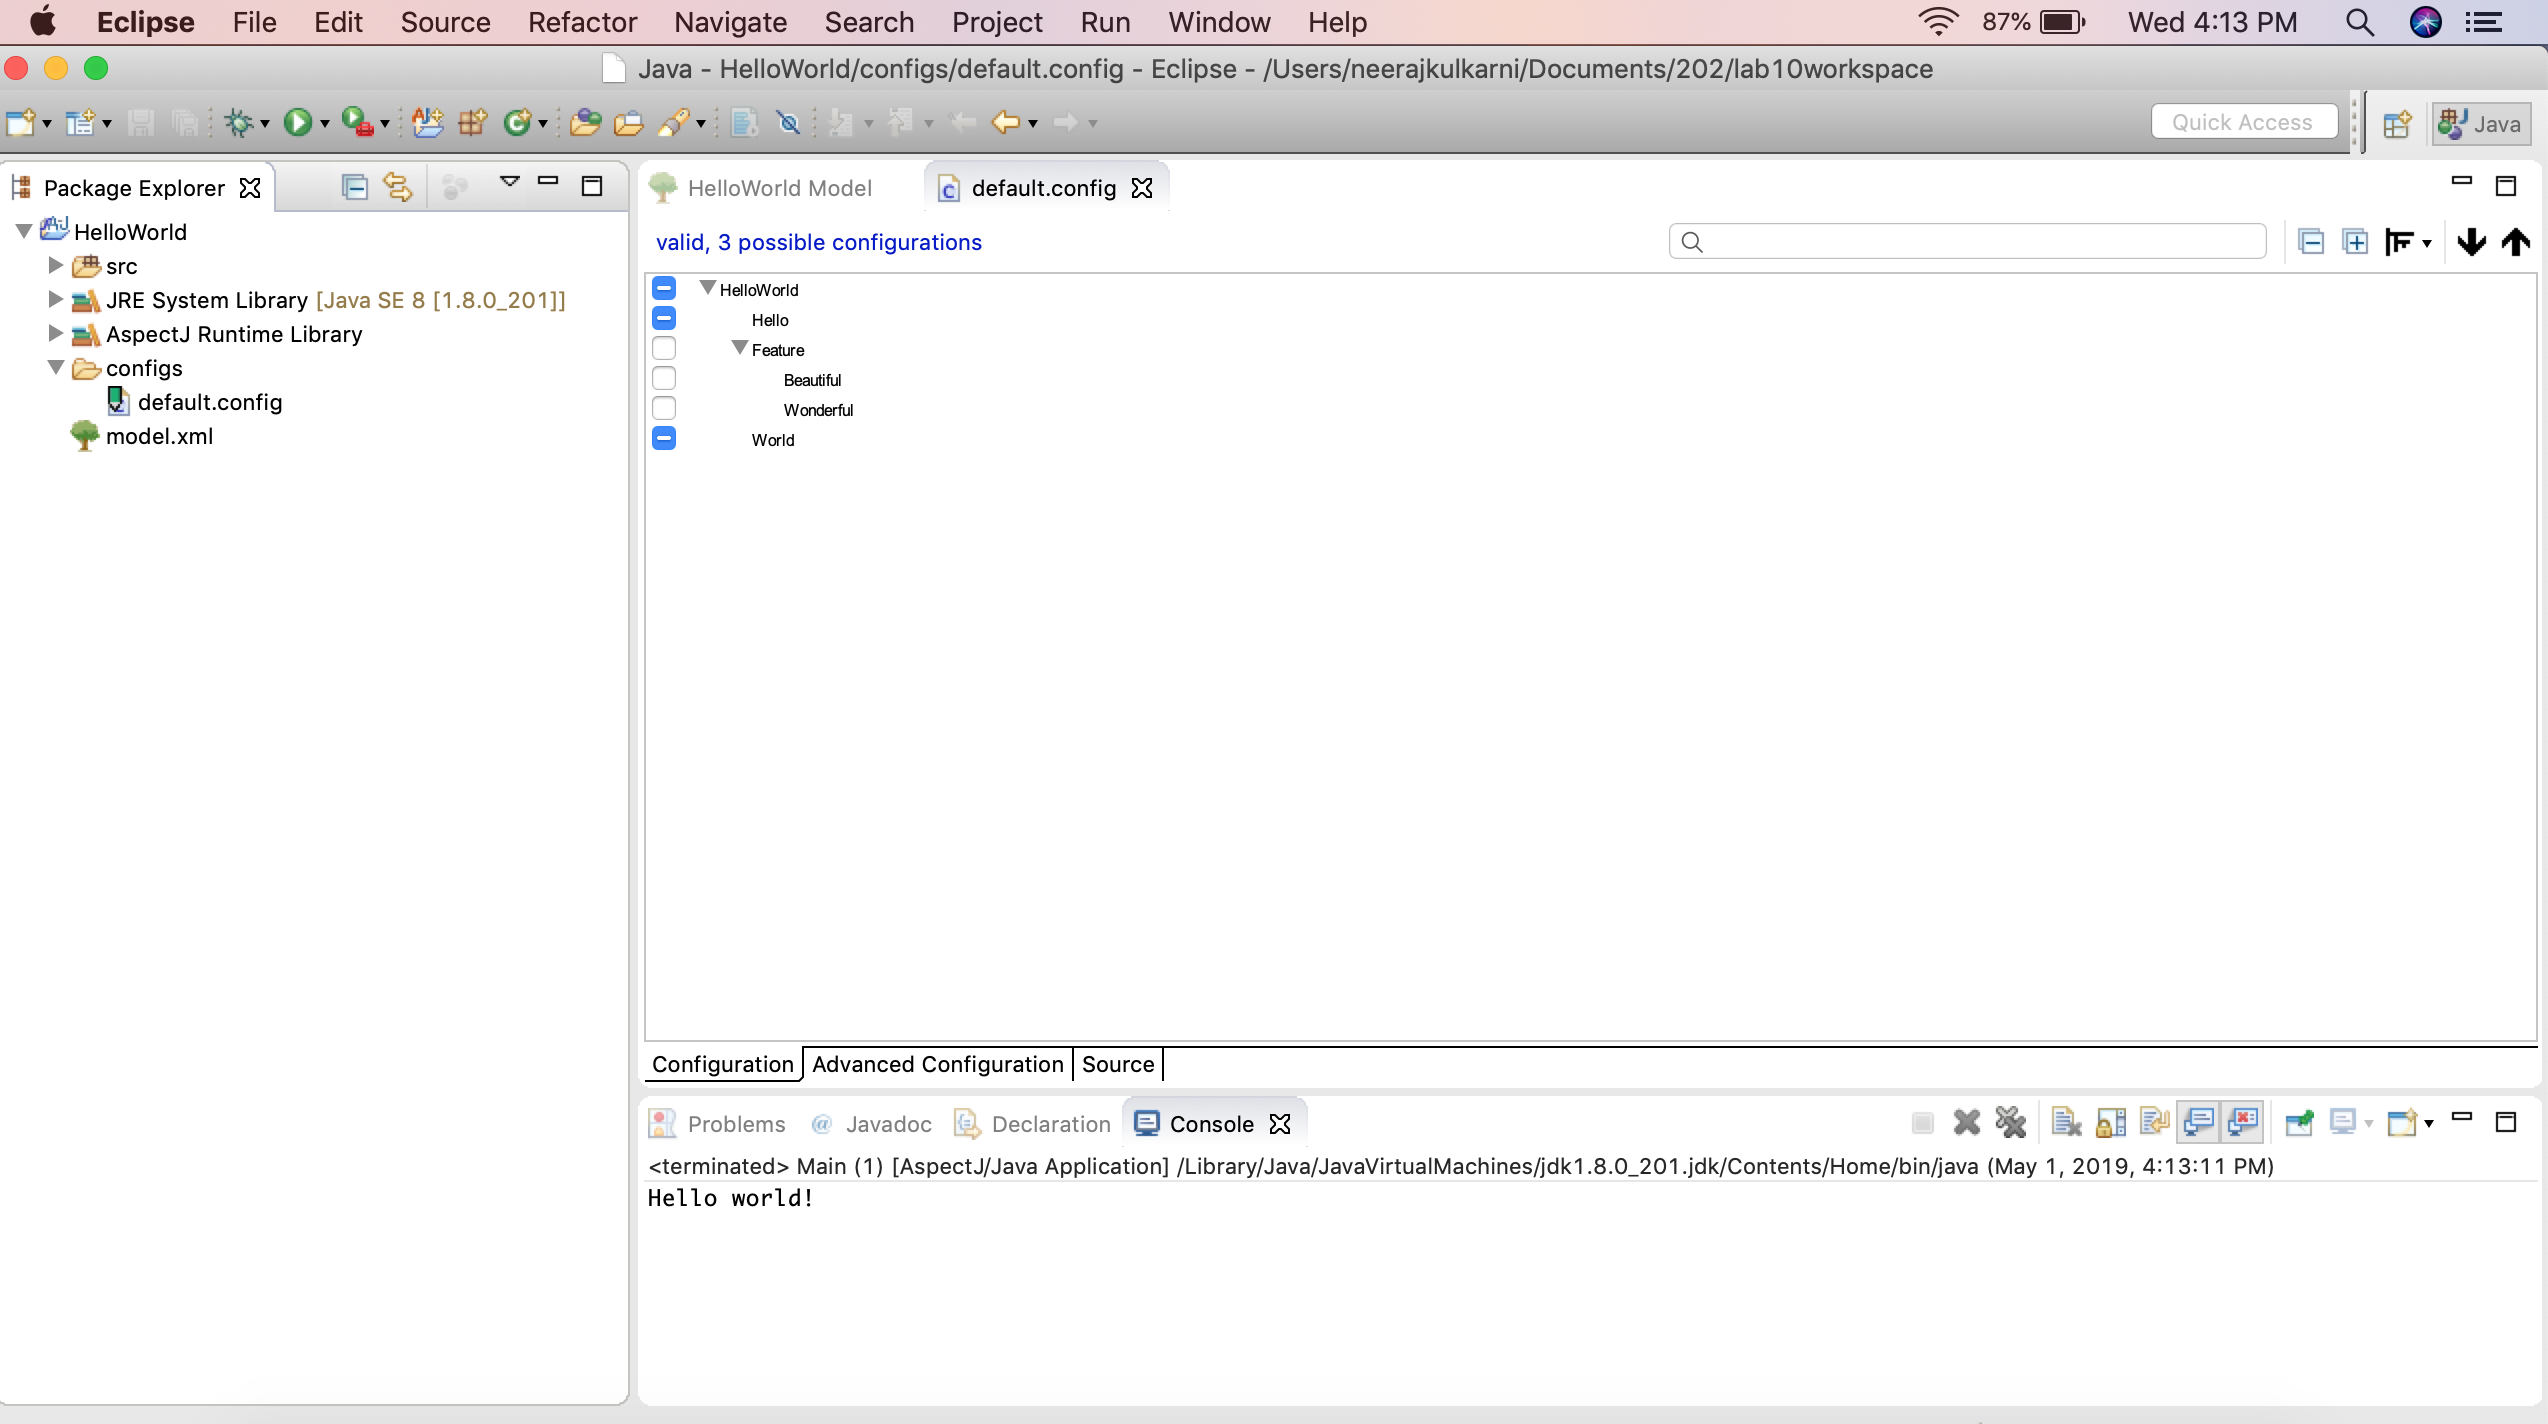 Eclipse File Edit Source Refactor Navigate Search Project Run Window Help 87% Wed 4:13 PM
Java - HelloWorld/configs/default.config - Eclipse - /Users/neerajkulkarni/Documents/202/lab10workspace
Quick Access Java
Package Explorer
HelloWorld
src
JRE System Library [Java SE 8 [1.8.0_201]]
AspectJ Runtime Library
configs
default.config
model.xml
HelloWorld Model default.config
valid, 3 possible configurations
HelloWorld
Hello
Feature
Beautiful
Wonderful
World
Configuration Advanced Configuration Source
Problems @ Javadoc Declaration Console
<terminated> Main (1) [AspectJ/Java Application] /Library/Java/JavaVirtualMachines/jdk1.8.0_201.jdk/Contents/Home/bin/java (May 1, 2019, 4:13:11 PM)
Hello world!